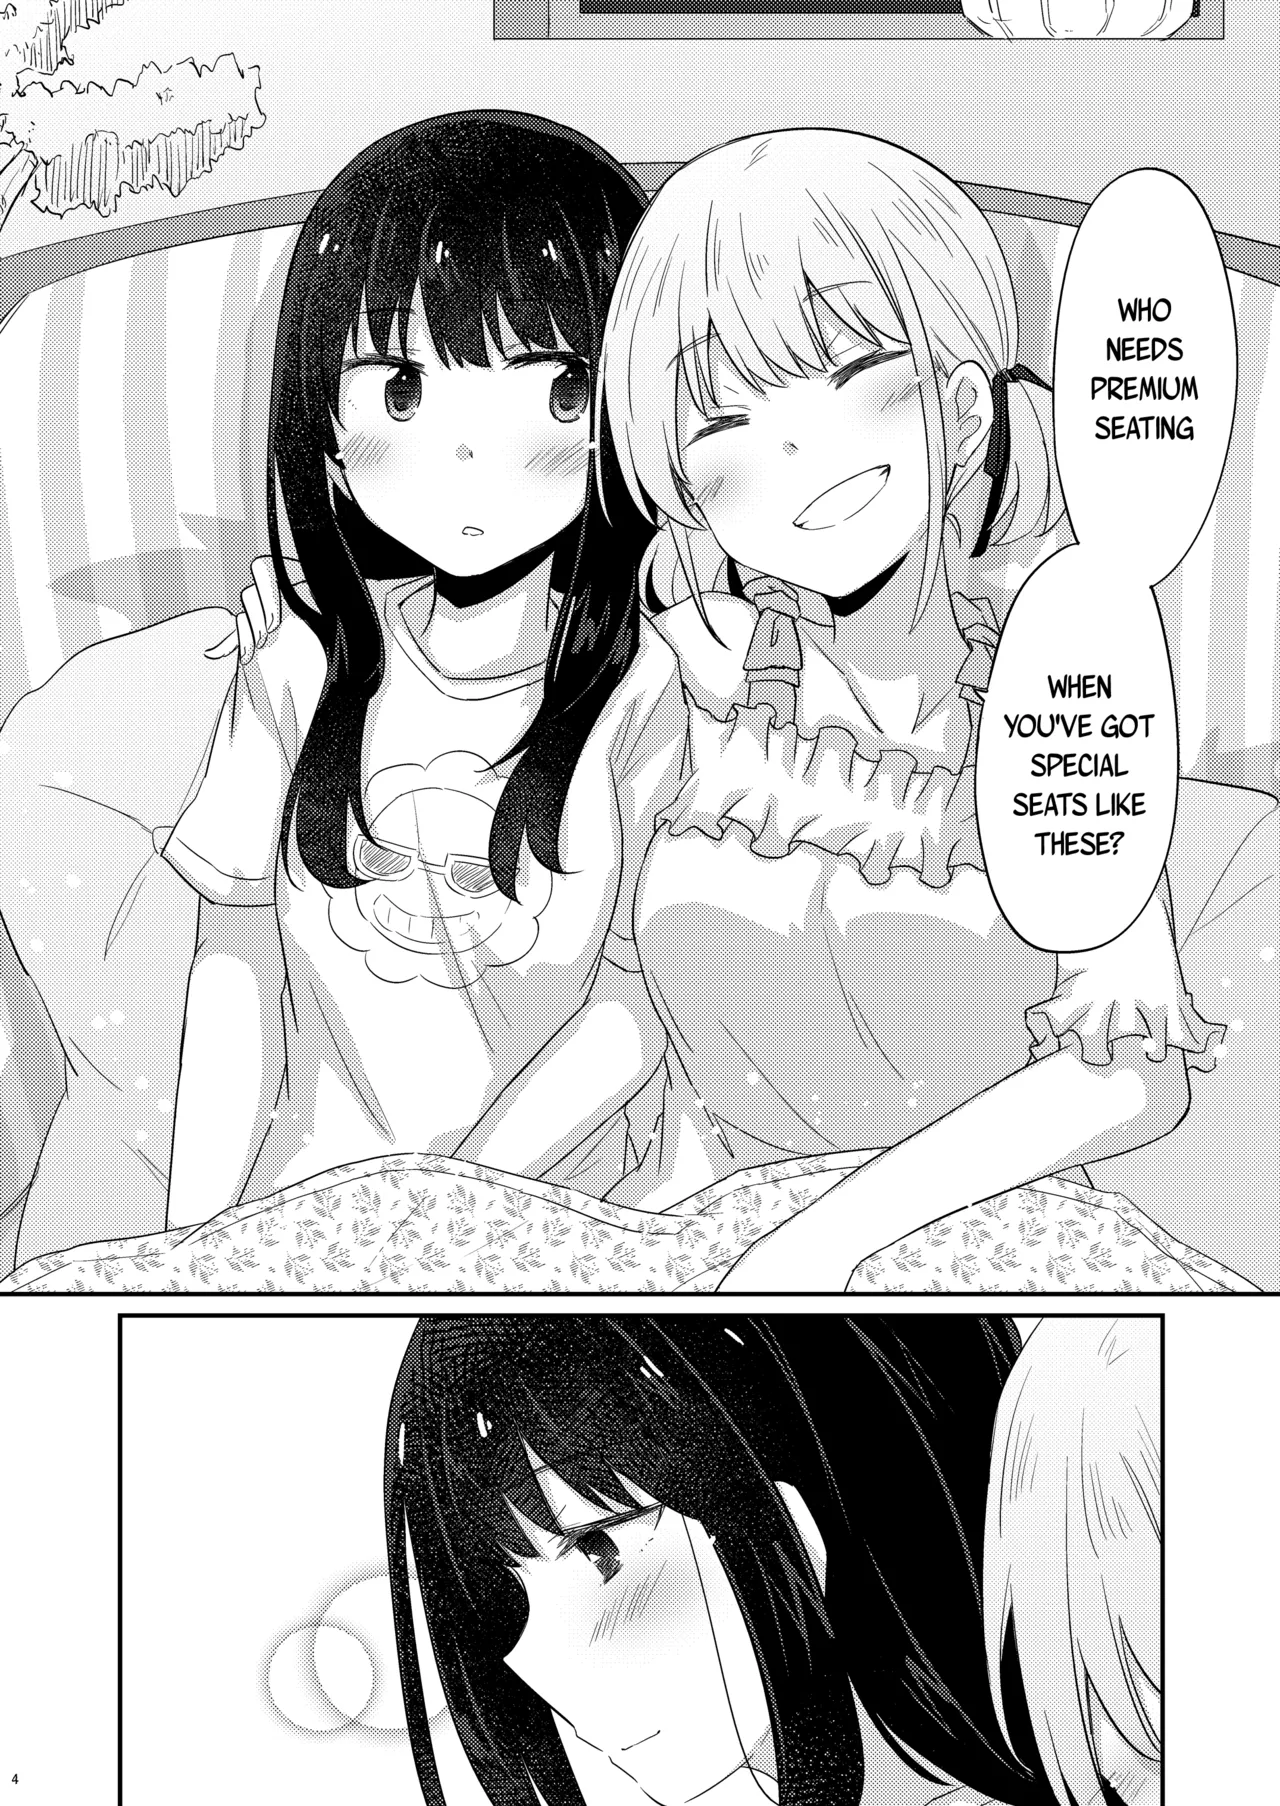 WHO
NEEDS
PREMIUM
SEATING
WHEN
YOU'VE GOT
SPECIAL
SEATS LIKE
THESE?
4